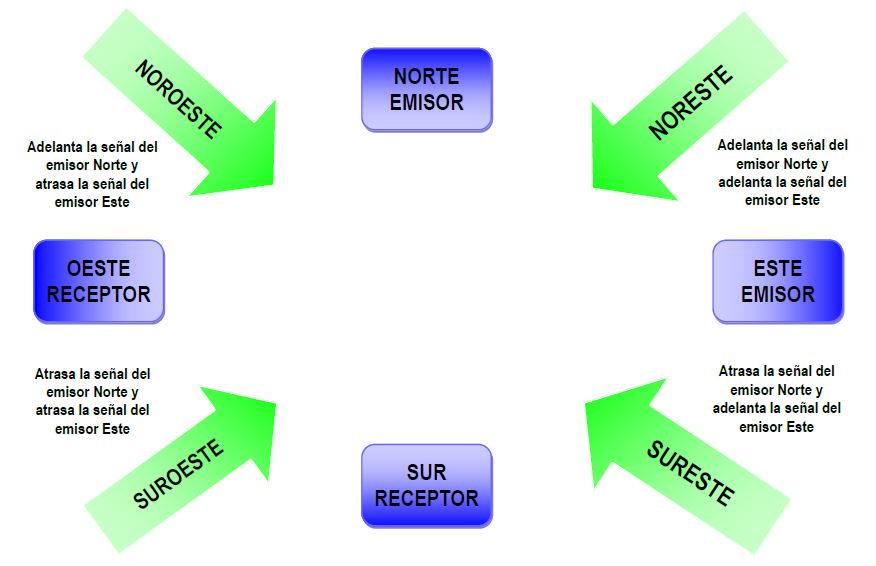 NOROESTE
NORTE
EMISOR
NORESTE
Adelanta la señal del
emisor Norte y
atrasa la señal del
emisor Este
Adelanta la señal del
emisor Norte y
adelanta la señal del
emisor Este
OESTE
RECEPTOR
ESTE
EMISOR
Atrasa la señal del
emisor Norte y
atrasa la señal del
emisor Este
Atrasa la señal del
emisor Norte y
adelanta la señal del
emisor Este
SUROESTE
SUR
RECEPTOR
SURESTE